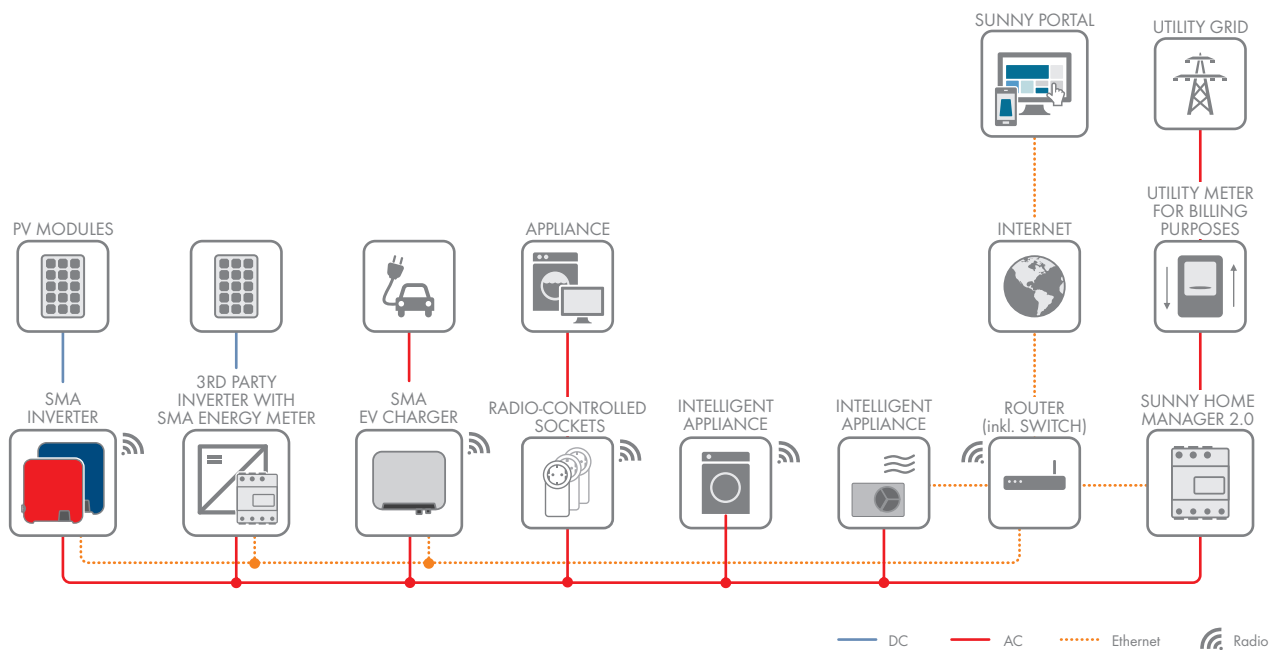 SUNNY PORTAL
UTILITY GRID
PV MODULES
APPLIANCE
INTERNET
UTILITY METER
FOR BILLING
PURPOSES
SMA
INVERTER
3RD PARTY
INVERTER WITH
SMA ENERGY METER
SMA
EV CHARGER
RADIO-CONTROLLED
SOCKETS
INTELLIGENT
APPLIANCE
INTELLIGENT
APPLIANCE
ROUTER
(inkl. SWITCH)
SUNNY HOME
MANAGER 2.0
DC
AC
Ethernet
Radio